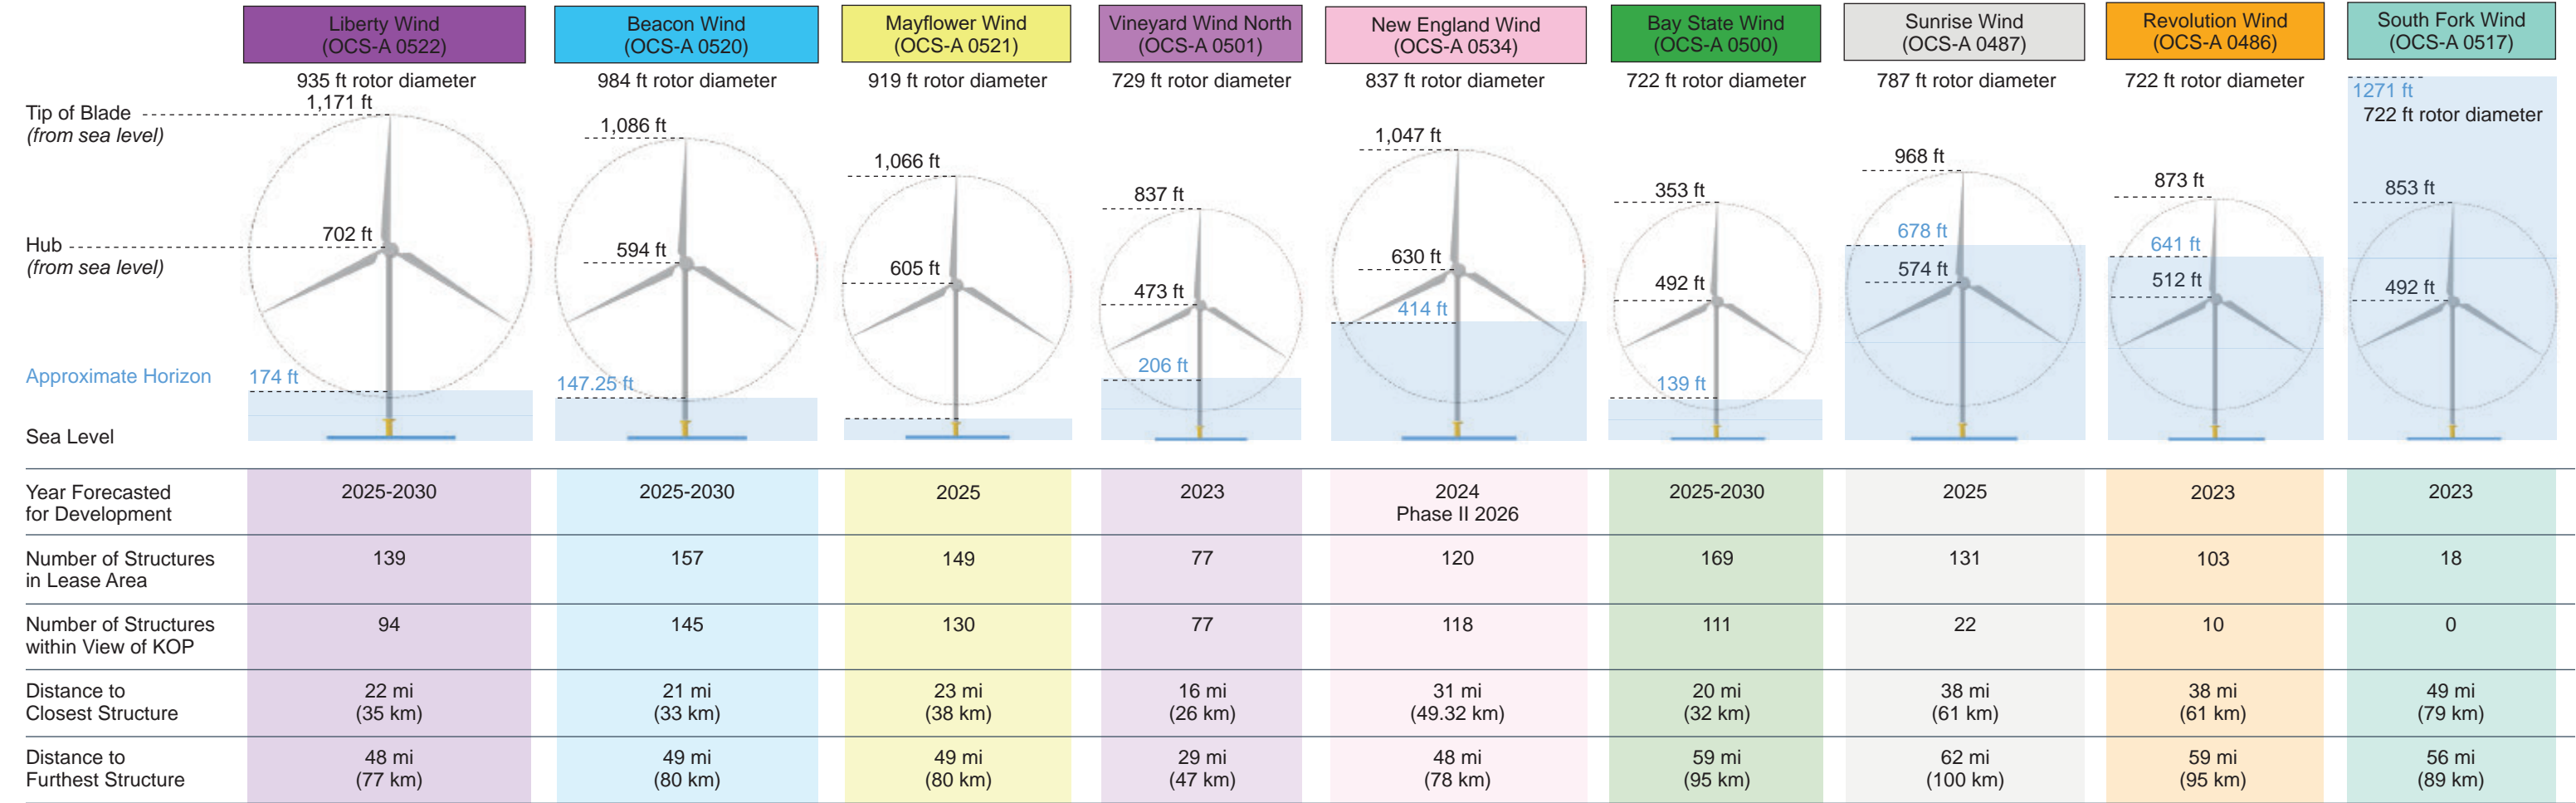 Liberty Wind
(OCS-A 0522)
Beacon Wind
(OCS-A 0520)
Mayflower Wind
(OCS-A 0521)
Vineyard Wind North
(OCS-A 0501)
New England Wind
(OCS-A 0534)
Bay State Wind
(OCS-A 0500)
Sunrise Wind
(OCS-A 0487)
Revolution Wind
(OCS-A 0486)
South Fork Wind
(OCS-A 0517)
935 ft rotor diameter
984 ft rotor diameter
919 ft rotor diameter
729 ft rotor diameter
837 ft rotor diameter
722 ft rotor diameter
787 ft rotor diameter
722 ft rotor diameter
1271 ft
722 ft rotor diameter
Tip of Blade
(from sea level)
1,171 ft
1,086 ft
1,066 ft
837 ft
1,047 ft
353 ft
968 ft
873 ft
853 ft
Hub
(from sea level)
702 ft
594 ft
605 ft
473 ft
630 ft
492 ft
574 ft
512 ft
492 ft
Approximate Horizon
174 ft
147.25 ft
206 ft
414 ft
139 ft
678 ft
641 ft
Sea Level
Year Forecasted
for Development
2025-2030
2025-2030
2025
2023
2024
Phase II 2026
2025-2030
2025
2023
2023
Number of Structures
in Lease Area
139
157
149
77
120
169
131
103
18
Number of Structures
within View of KOP
94
145
130
77
118
111
22
10
0
Distance to
Closest Structure
22 mi
(35 km)
21 mi
(33 km)
23 mi
(38 km)
16 mi
(26 km)
31 mi
(49.32 km)
20 mi
(32 km)
38 mi
(61 km)
38 mi
(61 km)
49 mi
(79 km)
Distance to
Furthest Structure
48 mi
(77 km)
49 mi
(80 km)
49 mi
(80 km)
29 mi
(47 km)
48 mi
(78 km)
59 mi
(95 km)
62 mi
(100 km)
59 mi
(95 km)
56 mi
(89 km)